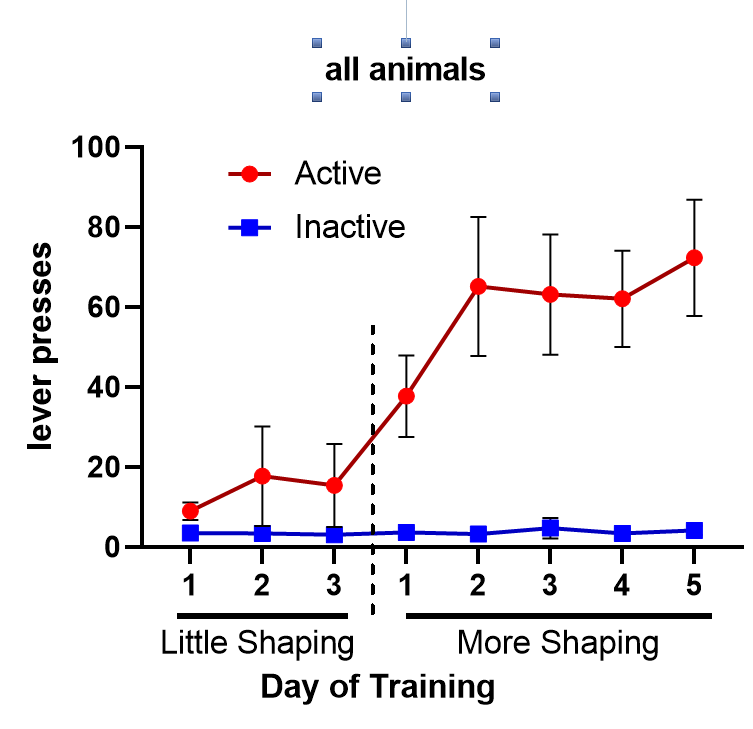 all animals
100
80
60
40
20
0
lever presses
Active
Inactive
1 2 3 1 2 3 4 5
Little Shaping More Shaping
Day of Training